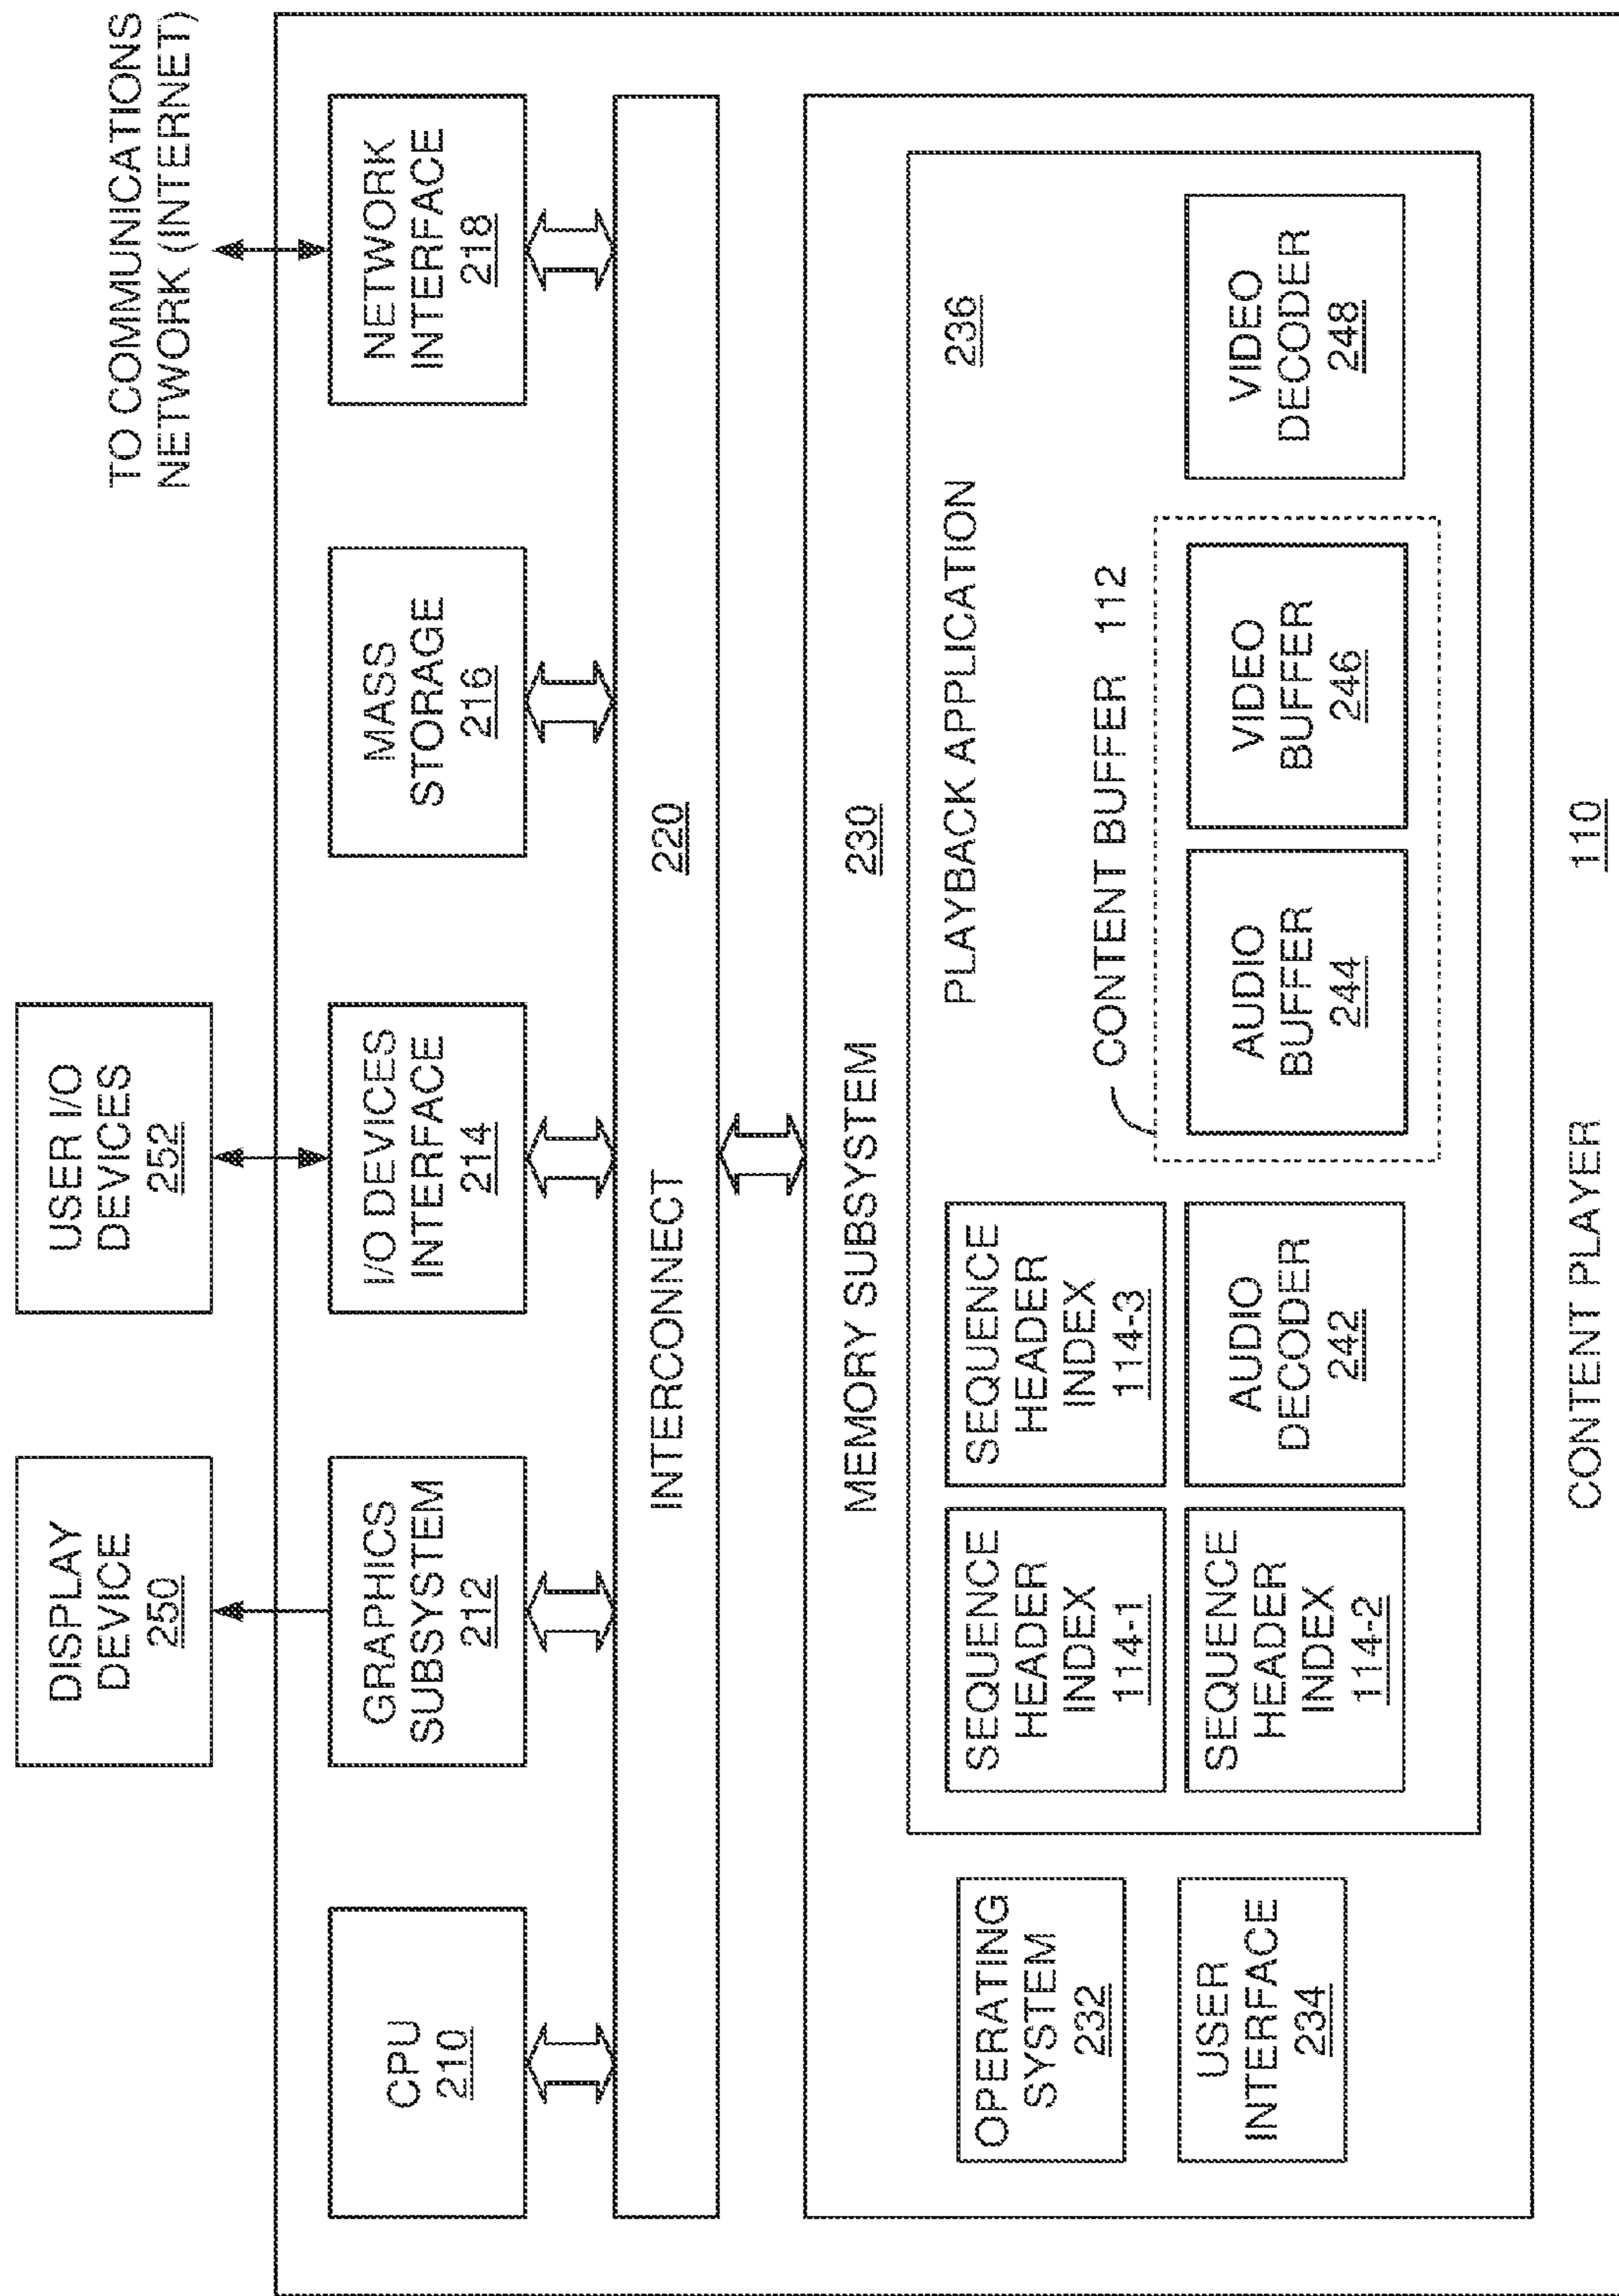 TO COMMUNICATIONS
NETWORK (INTERNET)
DISPLAY
DEVICE
250
USER I/O
DEVICES
252
CPU
210
GRAPHICS
SUBSYSTEM
212
I/O DEVICES
INTERFACE
214
MASS
STORAGE
216
NETWORK
INTERFACE
218
INTERCONNECT
220
MEMORY SUBSYSTEM
230
OPERATING
SYSTEM
232
USER
INTERFACE
234
PLAYBACK APPLICATION
236
SEQUENCE
HEADER
INDEX
114-1
SEQUENCE
HEADER
INDEX
114-3
SEQUENCE
HEADER
INDEX
114-2
AUDIO
DECODER
242
CONTENT BUFFER 112
AUDIO
BUFFER
244
VIDEO
BUFFER
246
VIDEO
DECODER
248
CONTENT PLAYER
110